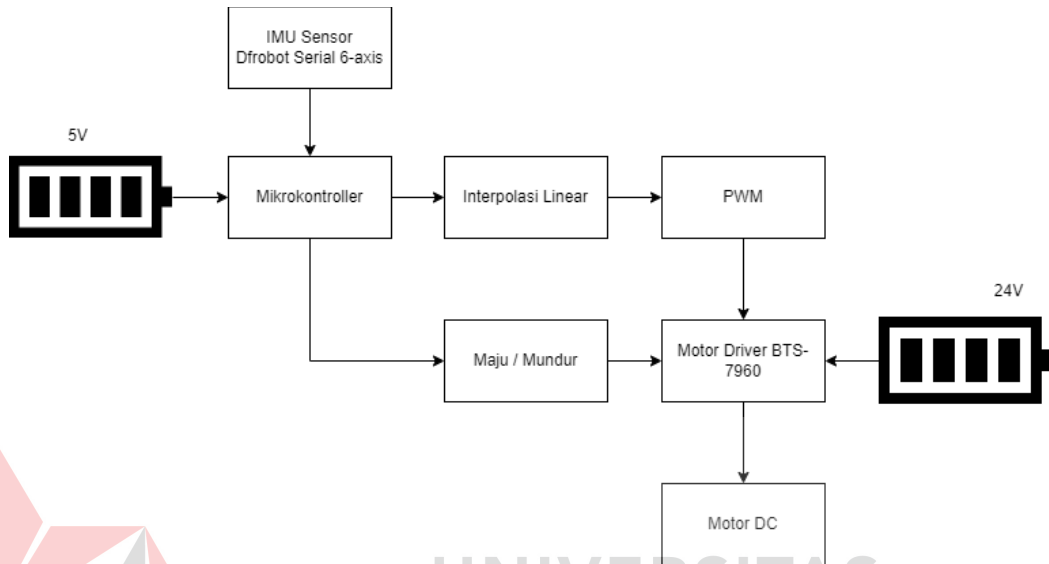 IMU Sensor
Dfrobot Serial 6-axis
5V
Mikrokontroller
Interpolasi Linear
PWM
24V
Maju / Mundur
Motor Driver BTS-
7960
Motor DC
UNIVERSITAS